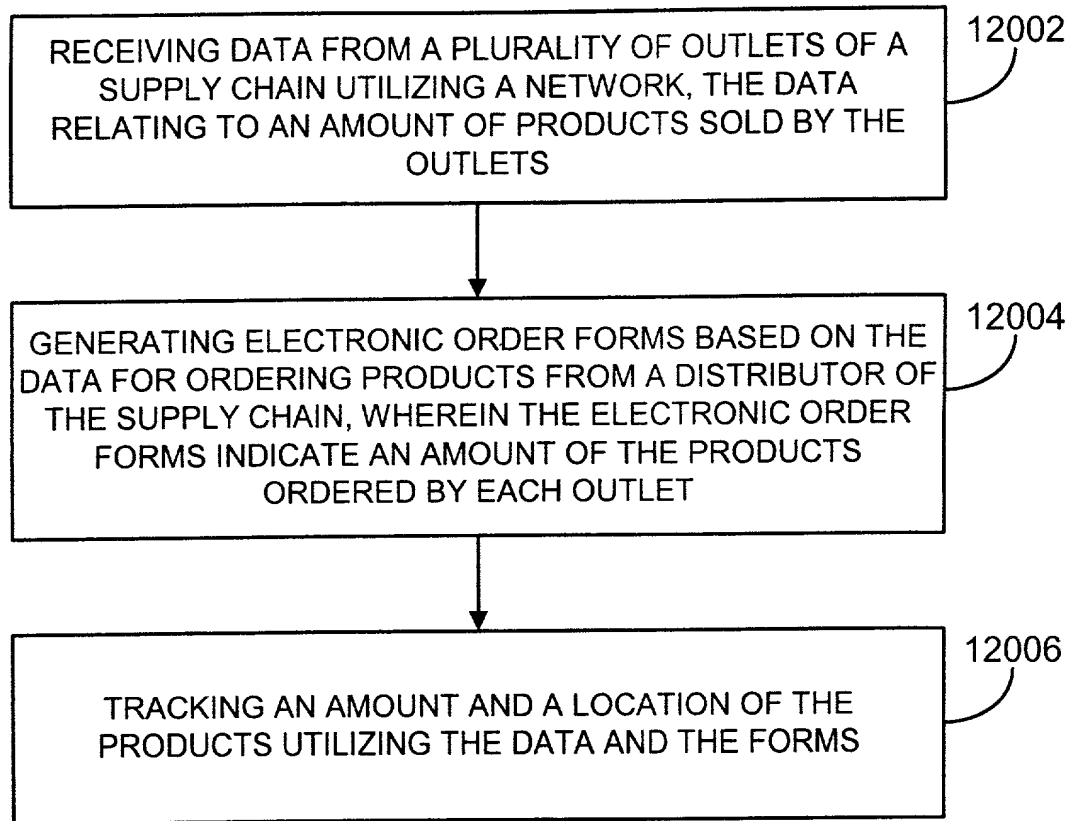 12002
RECEIVING DATA FROM A PLURALITY OF OUTLETS OF A
SUPPLY CHAIN UTILIZING A NETWORK, THE DATA
RELATING TO AN AMOUNT OF PRODUCTS SOLD BY THE
OUTLETS
12004
GENERATING ELECTRONIC ORDER FORMS BASED ON THE
DATA FOR ORDERING PRODUCTS FROM A DISTRIBUTOR OF
THE SUPPLY CHAIN, WHEREIN THE ELECTRONIC ORDER
FORMS INDICATE AN AMOUNT OF THE PRODUCTS
ORDERED BY EACH OUTLET
12006
TRACKING AN AMOUNT AND A LOCATION OF THE
PRODUCTS UTILIZING THE DATA AND THE FORMS